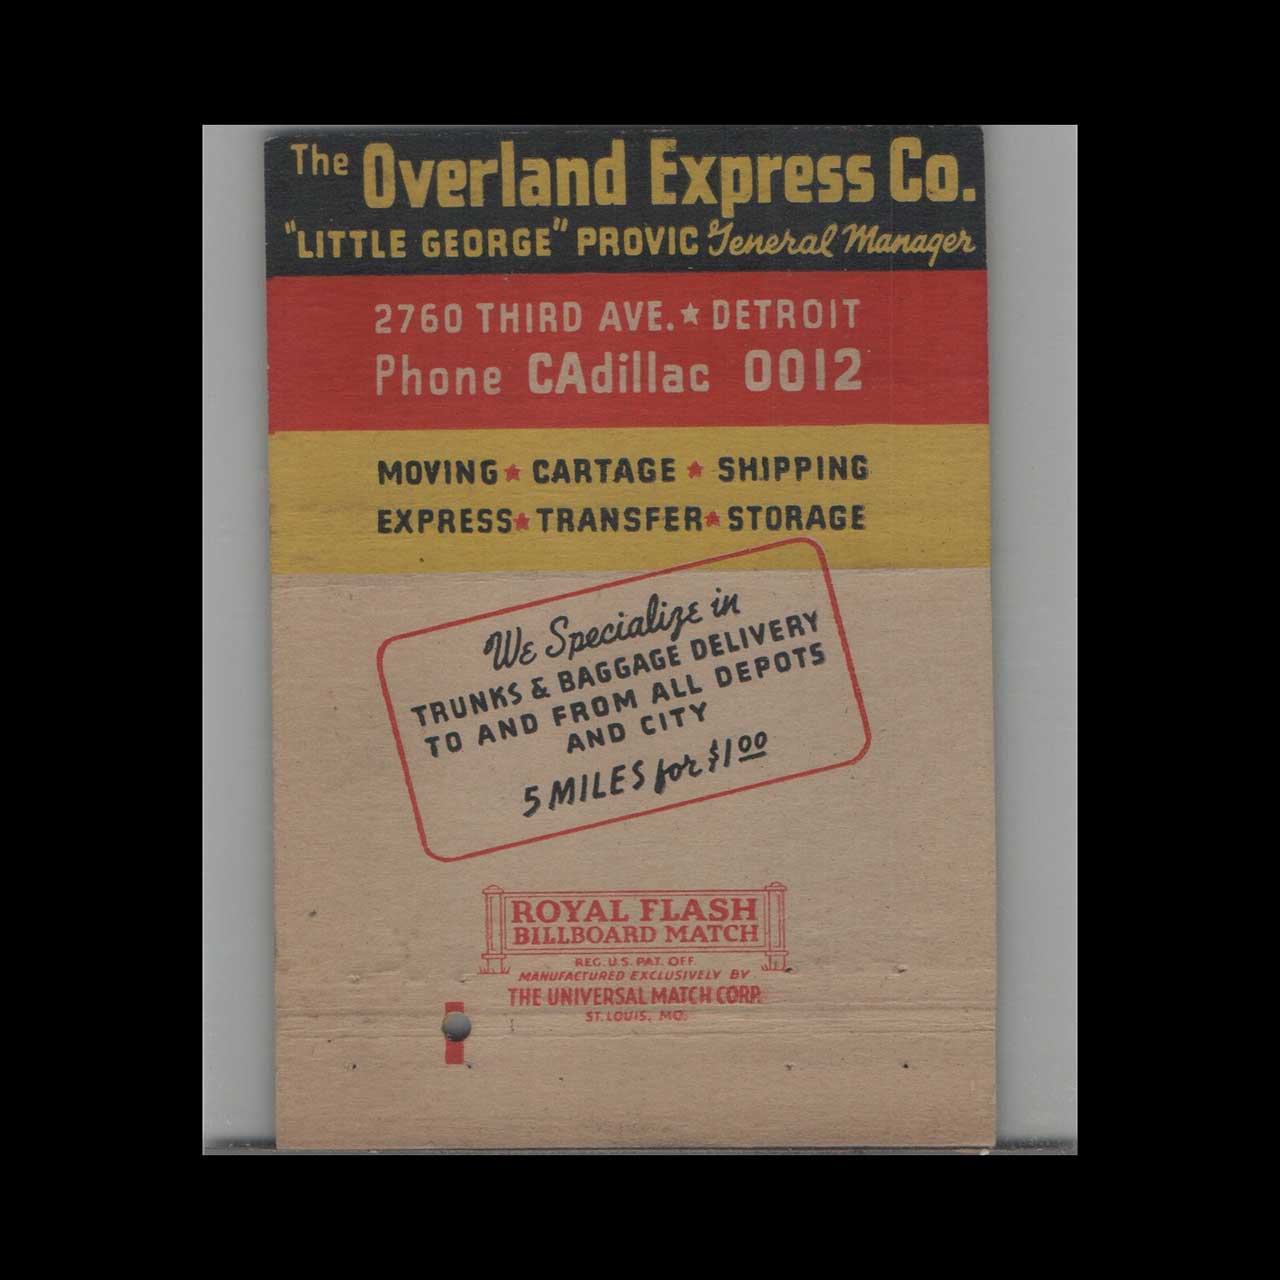 The Overland Express Co.
"LITTLE GEORGE" PROVIC General Manager
2760 THIRD AVE.★DETROIT
Phone CAdillac 0012
MOVING★CARTAGE★SHIPPING
EXPRESS★TRANSFER★STORAGE
We Specialize in
TRUNKS & BAGGAGE DELIVERY
TO AND FROM ALL DEPOTS
AND CITY
5 MILES for $1.00
ROYAL FLASH
BILLBOARD MATCH
REG. U.S. PAT. OFF.
MANUFACTURED EXCLUSIVELY BY
THE UNIVERSAL MATCH CORP.
ST. LOUIS, MO.